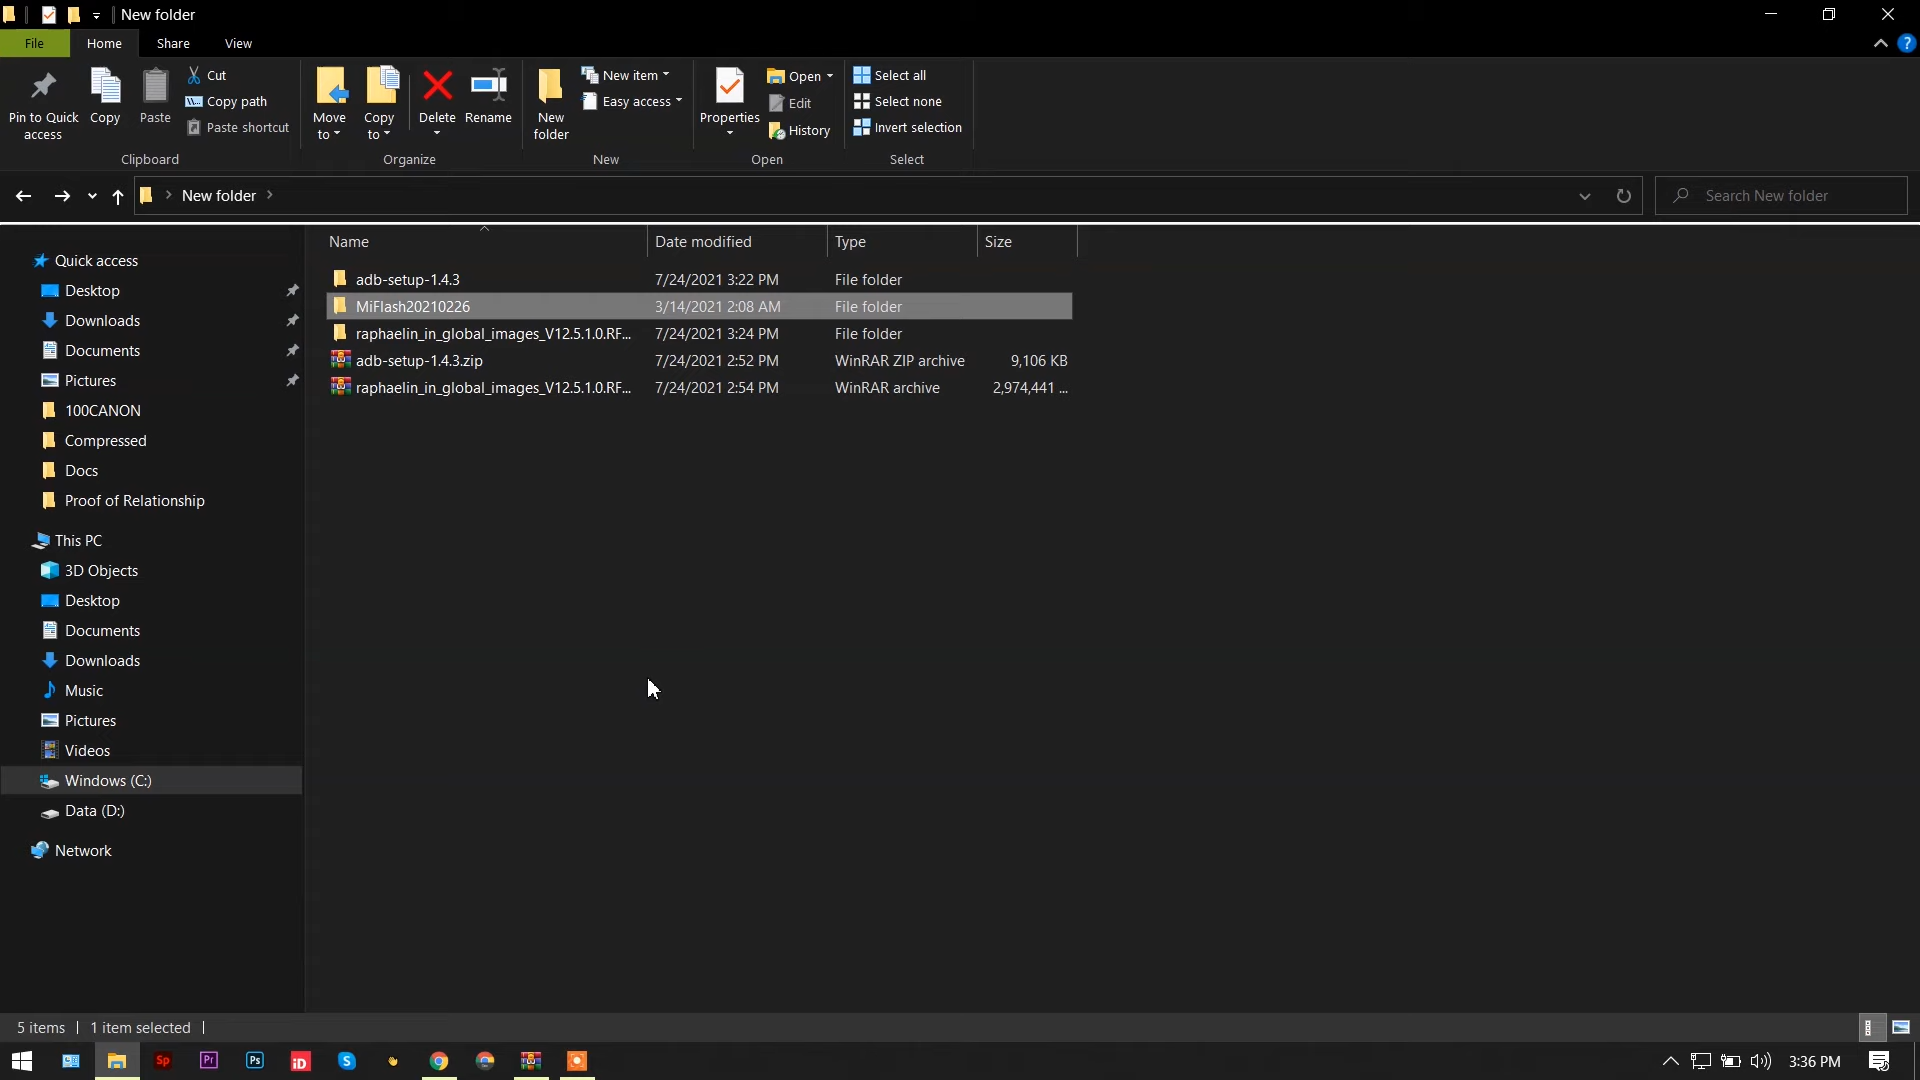 New folder
File Home Share View
Pin to Quick access
Copy
Paste
Cut
Copy path
Paste shortcut
Clipboard
Move to
Copy to
Delete
Rename
Organize
New folder
New item
Easy access
New
Properties
Open
Edit
History
Open
Select all
Select none
Invert selection
Select
New folder
Search New folder
Name Date modified Type Size
adb-setup-1.4.3 7/24/2021 3:22 PM File folder
MiFlash20210226 3/14/2021 2:08 AM File folder
raphaelin_in_global_images_V12.5.1.0.RF... 7/24/2021 3:24 PM File folder
adb-setup-1.4.3.zip 7/24/2021 2:52 PM WinRAR ZIP archive 9,106 KB
raphaelin_in_global_images_V12.5.1.0.RF... 7/24/2021 2:54 PM WinRAR archive 2,974,441 ...
Quick access
Desktop
Downloads
Documents
Pictures
100CANON
Compressed
Docs
Proof of Relationship
This PC
3D Objects
Desktop
Documents
Downloads
Music
Pictures
Videos
Windows (C:)
Data (D:)
Network
5 items 1 item selected
Sp Pr Ps iD S
3:36 PM